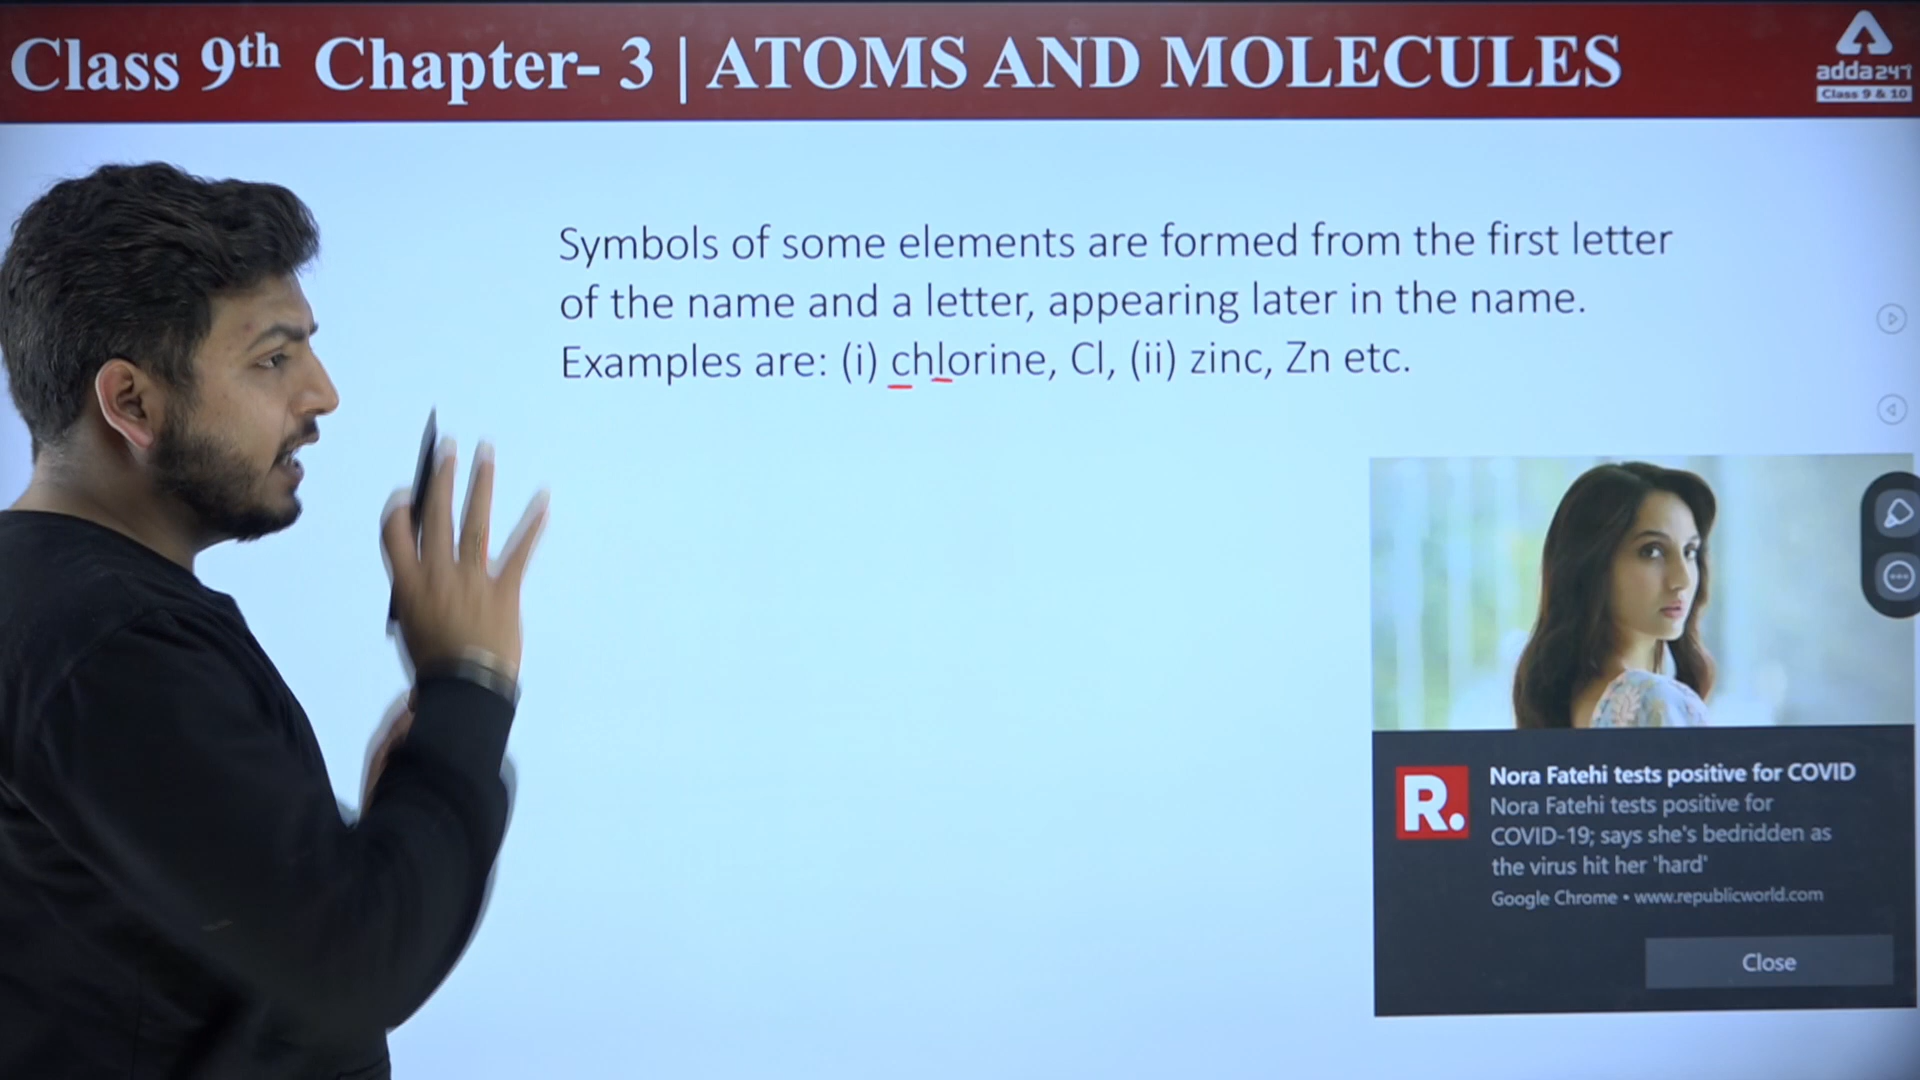 Class 9th Chapter- 3 | ATOMS AND MOLECULES
adda247
Class 9 & 10
Symbols of some elements are formed from the first letter
of the name and a letter, appearing later in the name.
Examples are: (i) chlorine, Cl, (ii) zinc, Zn etc.
R.
Nora Fatehi tests positive for COVID
Nora Fatehi tests positive for
COVID-19; says she's bedridden as
the virus hit her 'hard'
Google Chrome • www.republicworld.com
Close